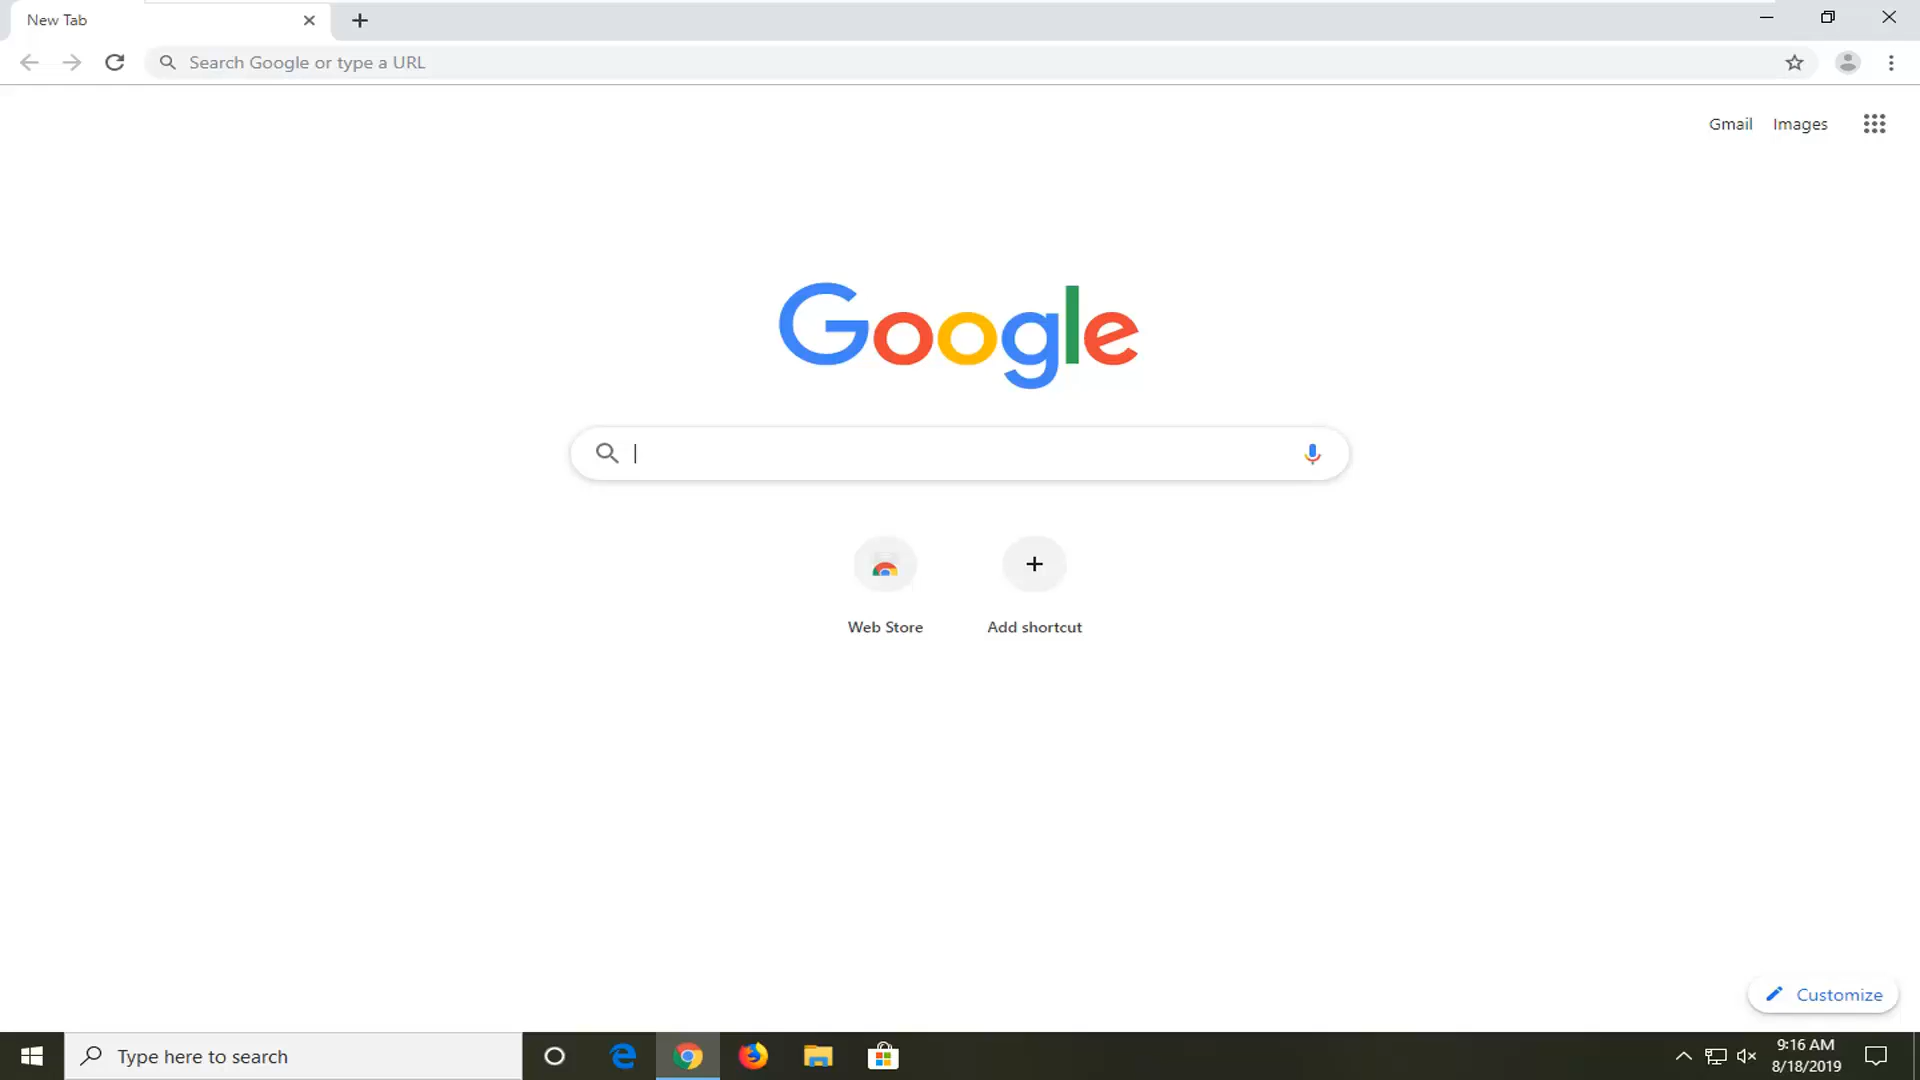 New Tab
Search Google or type a URL
Gmail Images
Google
Web Store Add shortcut
Customize
Type here to search
9:16 AM
8/18/2019